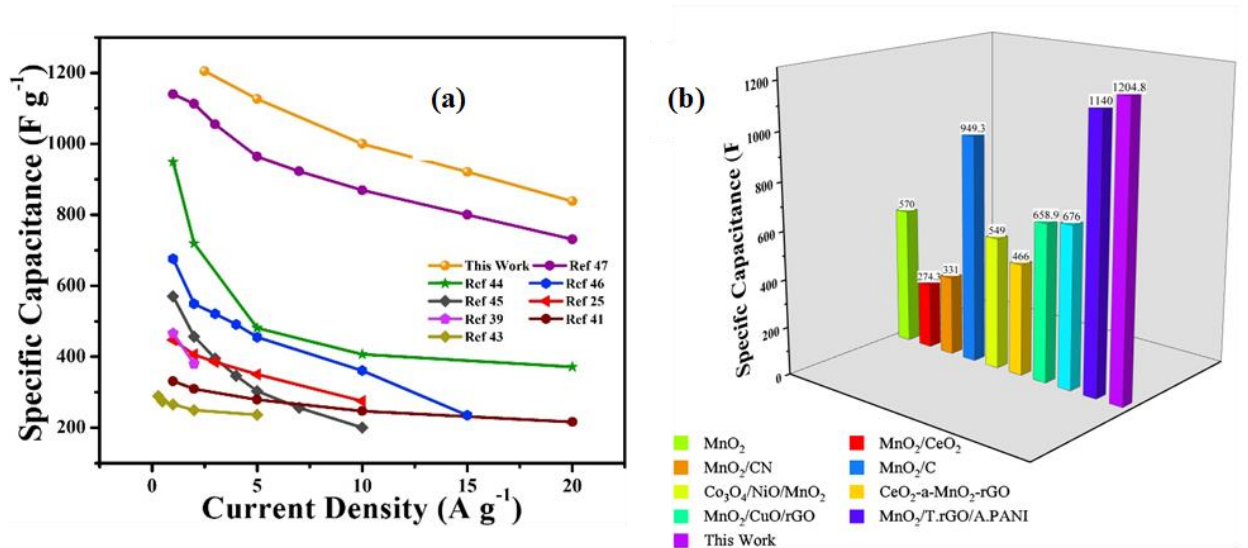 Specific Capacitance (F g⁻¹)
1200
1000
800
600
400
200
(a)
This Work
Ref 47
Ref 44
Ref 46
Ref 45
Ref 25
Ref 39
Ref 41
Ref 43
0
5
10
15
20
Current Density (A g⁻¹)
(b)
Specifc Capacitance (F
1200
1000
800
600
400
200
0
570
274.3
331
949.3
549
466
658.9
676
1140
1204.8
MnO₂
MnO₂/CeO₂
MnO₂/CN
MnO₂/C
Co₃O₄/NiO/MnO₂
CeO₂-a-MnO₂-rGO
MnO₂/CuO/rGO
MnO₂/T.rGO/A.PANI
This Work